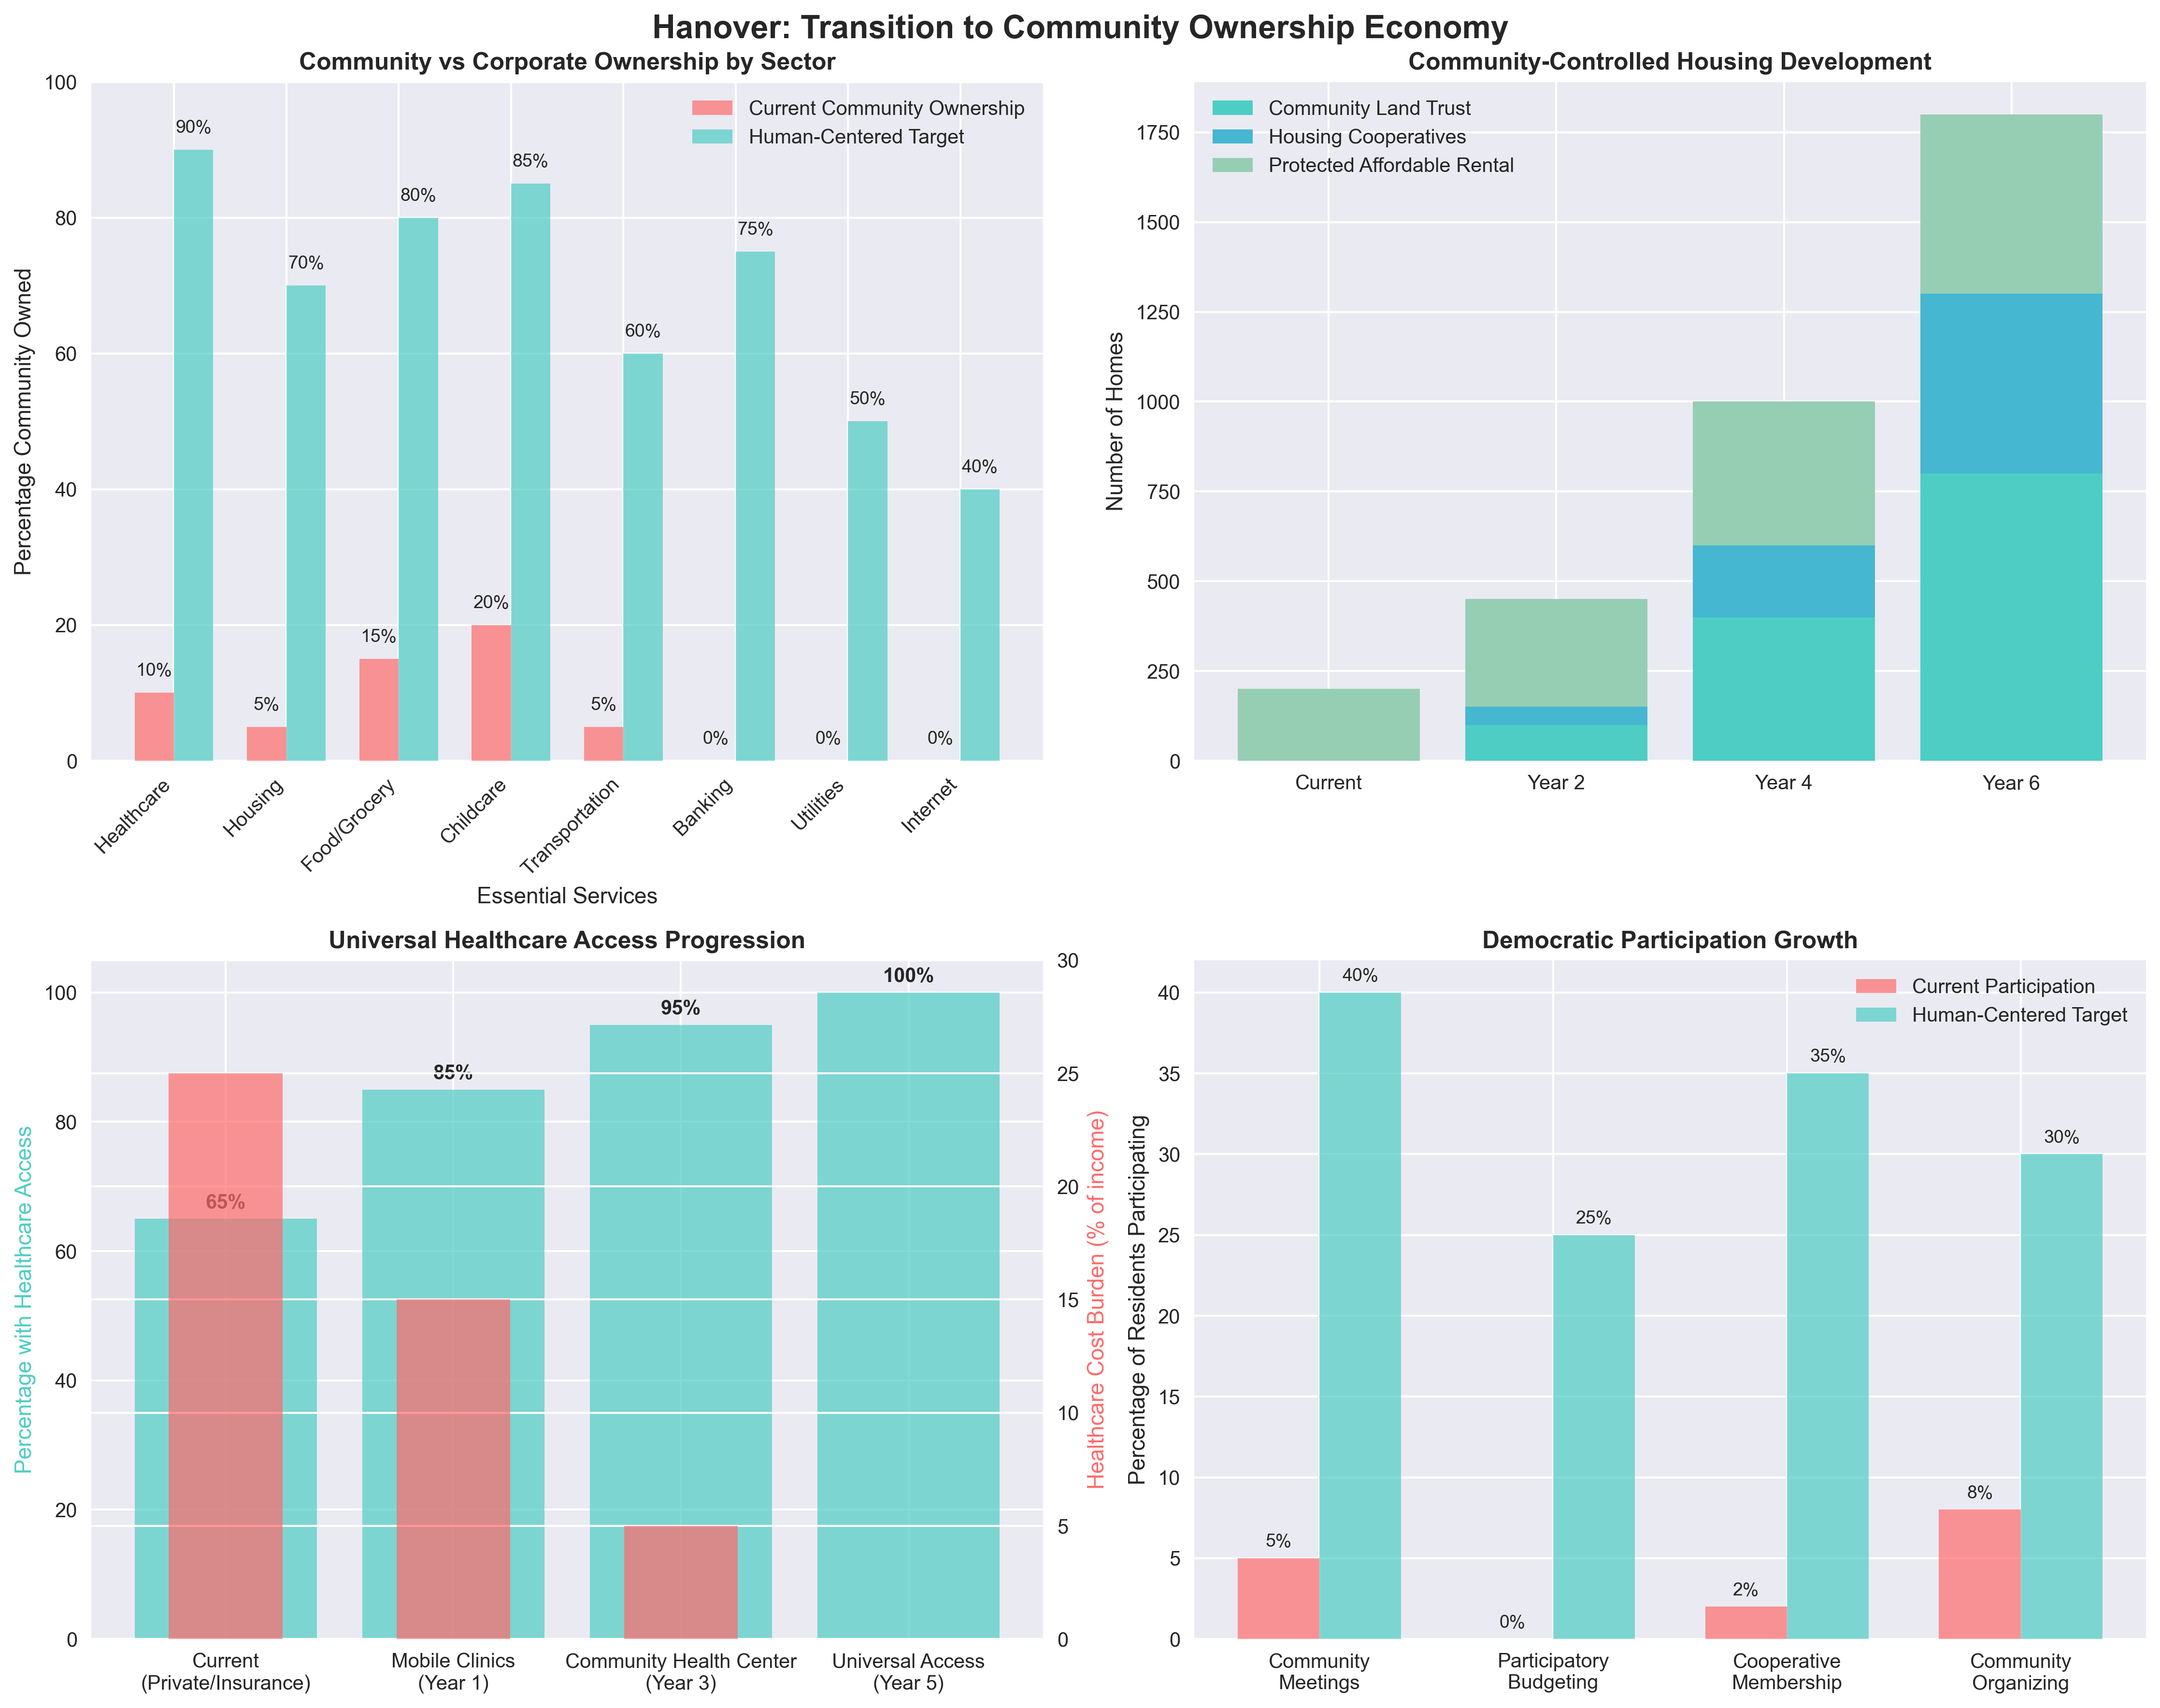 Hanover: Transition to Community Ownership Economy
Community vs Corporate Ownership by Sector
Current Community Ownership
Human-Centered Target
Percentage Community Owned
100
80
60
40
20
0
90%
70%
80%
85%
60%
75%
50%
40%
10%
5%
15%
20%
5%
0%
0%
0%
Healthcare
Housing
Food/Grocery
Childcare
Transportation
Banking
Utilities
Internet
Essential Services
Community-Controlled Housing Development
Community Land Trust
Housing Cooperatives
Protected Affordable Rental
Number of Homes
1750
1500
1250
1000
750
500
250
0
Current
Year 2
Year 4
Year 6
Universal Healthcare Access Progression
Percentage with Healthcare Access
100
80
60
40
20
0
65%
85%
95%
100%
30
25
20
15
10
5
0
Healthcare Cost Burden (% of income)
Current
(Private/Insurance)
Mobile Clinics
(Year 1)
Community Health Center
(Year 3)
Universal Access
(Year 5)
Democratic Participation Growth
Current Participation
Human-Centered Target
Percentage of Residents Participating
40
35
30
25
20
15
10
5
0
40%
25%
35%
30%
5%
0%
2%
8%
Community
Meetings
Participatory
Budgeting
Cooperative
Membership
Community
Organizing